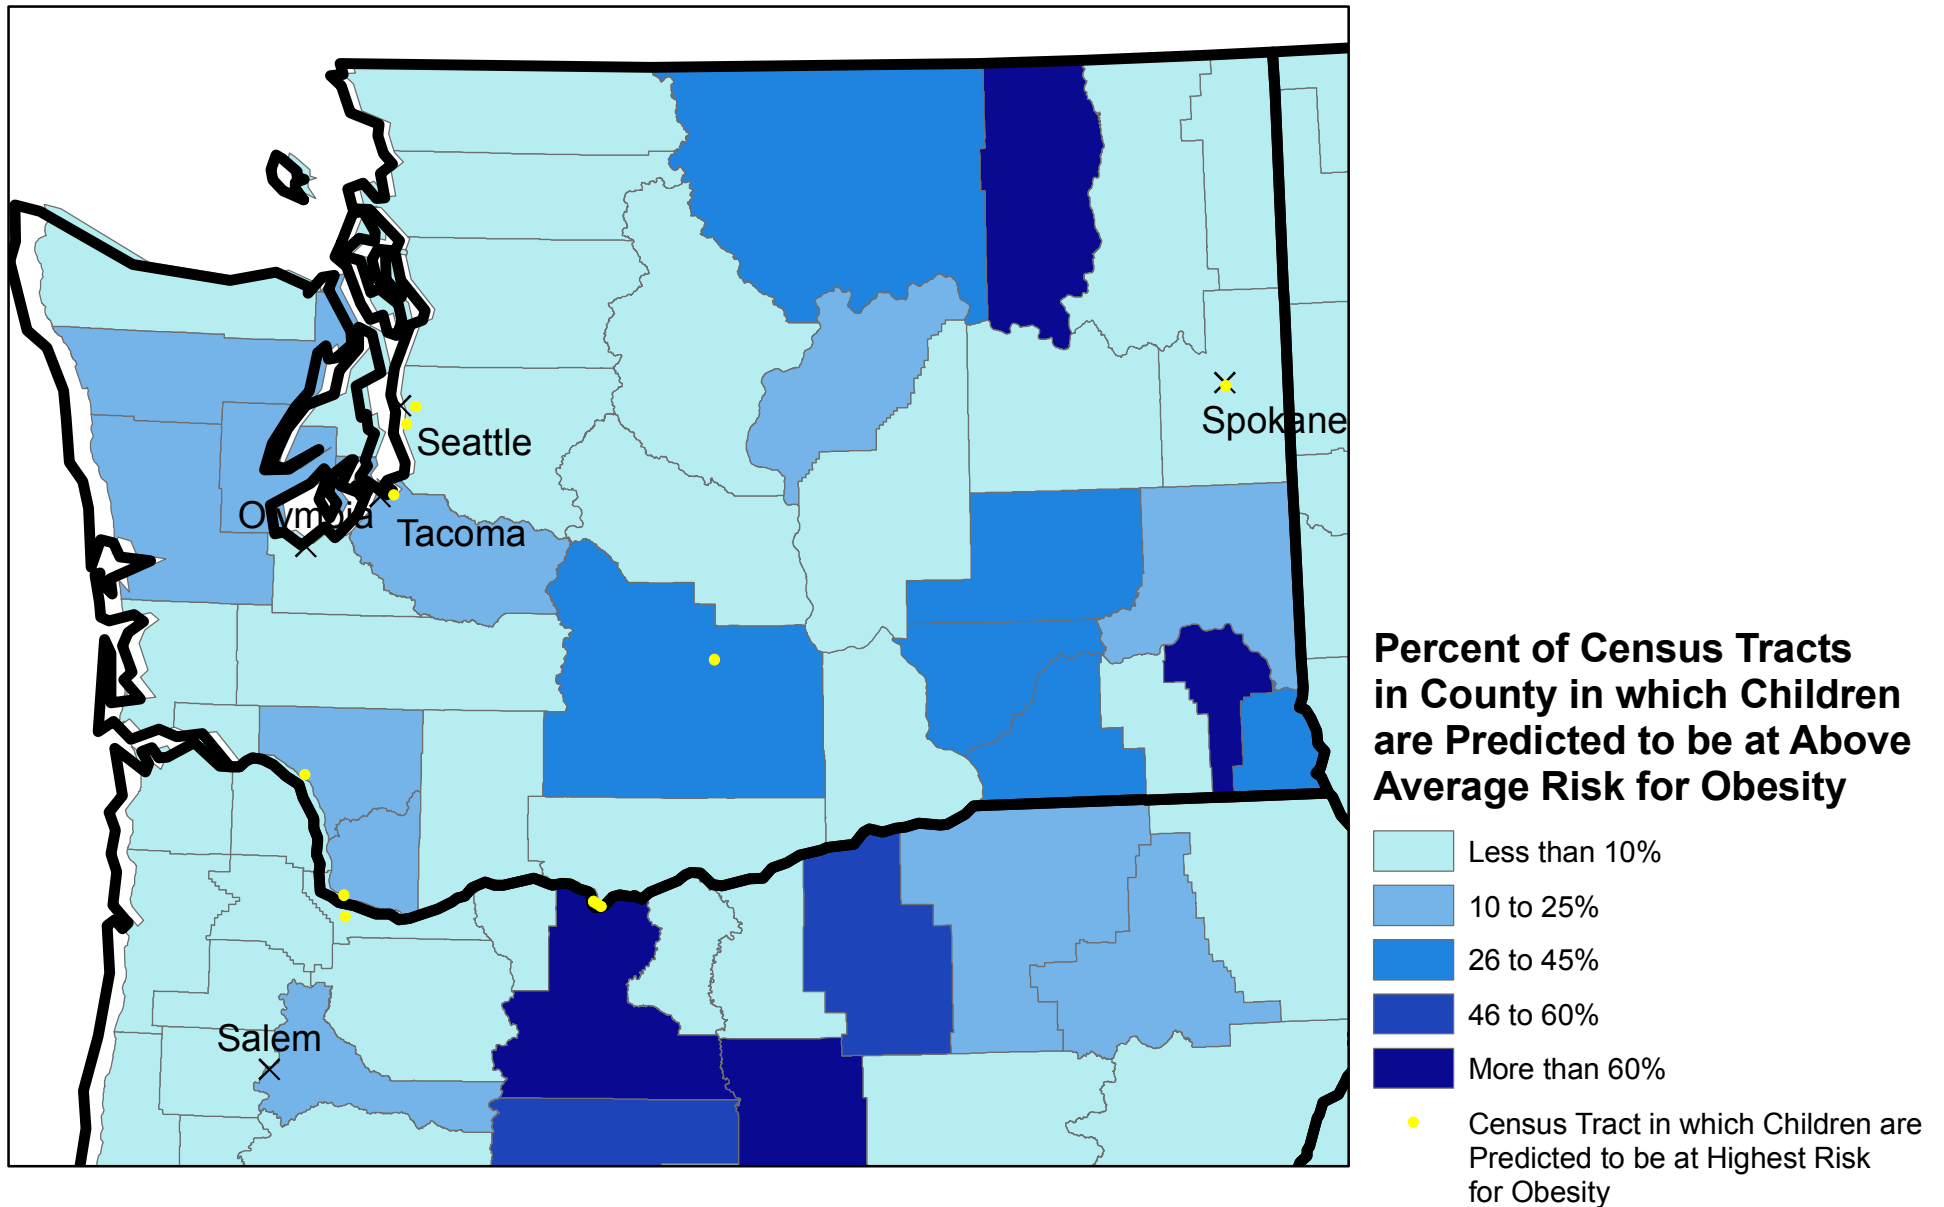 Seattle
Spokane
Olympia
Tacoma
Salem
Percent of Census Tracts
in County in which Children
are Predicted to be at Above
Average Risk for Obesity
Less than 10%
10 to 25%
26 to 45%
46 to 60%
More than 60%
Census Tract in which Children are
Predicted to be at Highest Risk
for Obesity